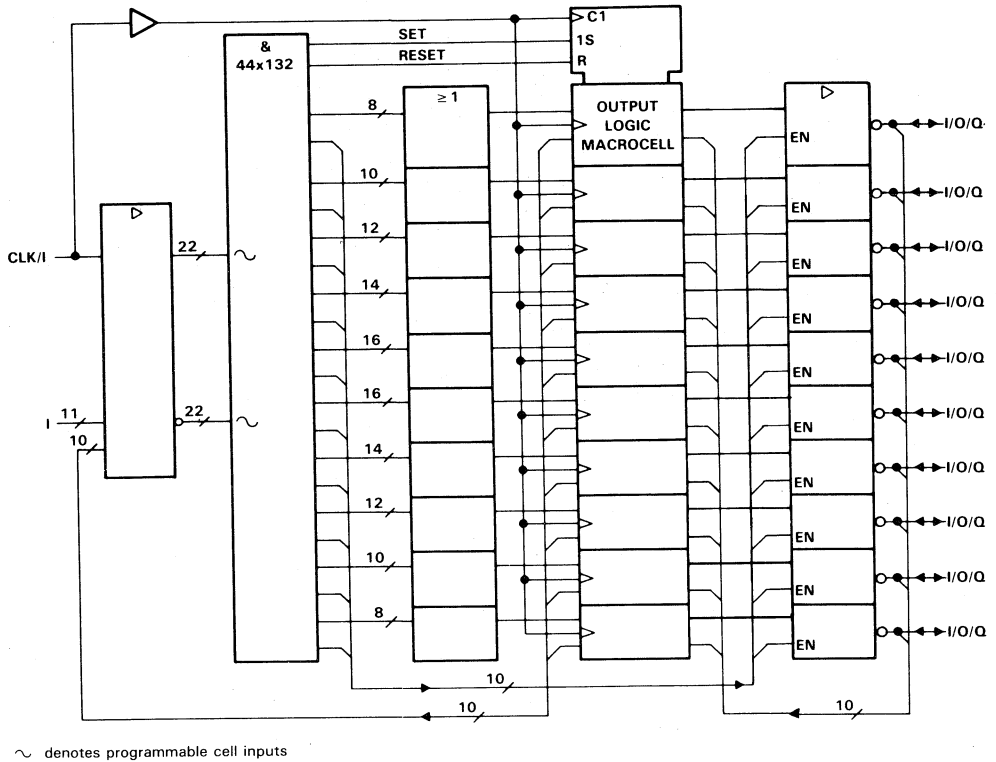 C1
SET
1S
RESET
R
&
44x132
8
≥ 1
OUTPUT
LOGIC
MACROCELL
EN
I/O/Q
10
EN
I/O/Q
12
EN
I/O/Q
CLK/I
22
14
EN
I/O/Q
16
EN
I/O/Q
16
EN
I/O/Q
I
11
22
10
14
EN
I/O/Q
12
EN
I/O/Q
10
EN
I/O/Q
8
EN
I/O/Q
10
10
10
∼ denotes programmable cell inputs